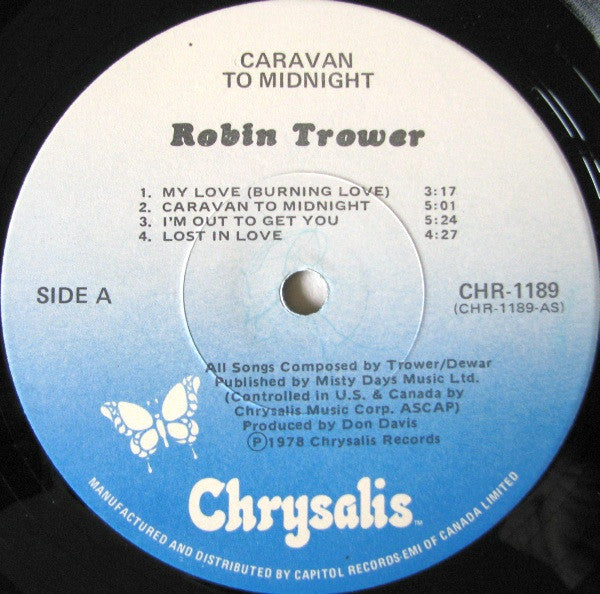 CARAVAN
TO MIDNIGHT
Robin Trower
1. MY LOVE (BURNING LOVE) 3:17
2. CARAVAN TO MIDNIGHT 5:01
3. I'M OUT TO GET YOU 5:24
4. LOST IN LOVE 4:27
SIDE A
CHR-1189
(CHR-1189-AS)
All Songs Composed by Trower/Dewar
Published by Misty Days Music Ltd.
(Controlled in U.S. & Canada by
Chrysalis Music Corp. ASCAP)
Produced by Don Davis
Ⓟ1978 Chrysalis Records
Chrysalis™
MANUFACTURED AND DISTRIBUTED BY CAPITOL RECORDS-EMI OF CANADA LIMITED